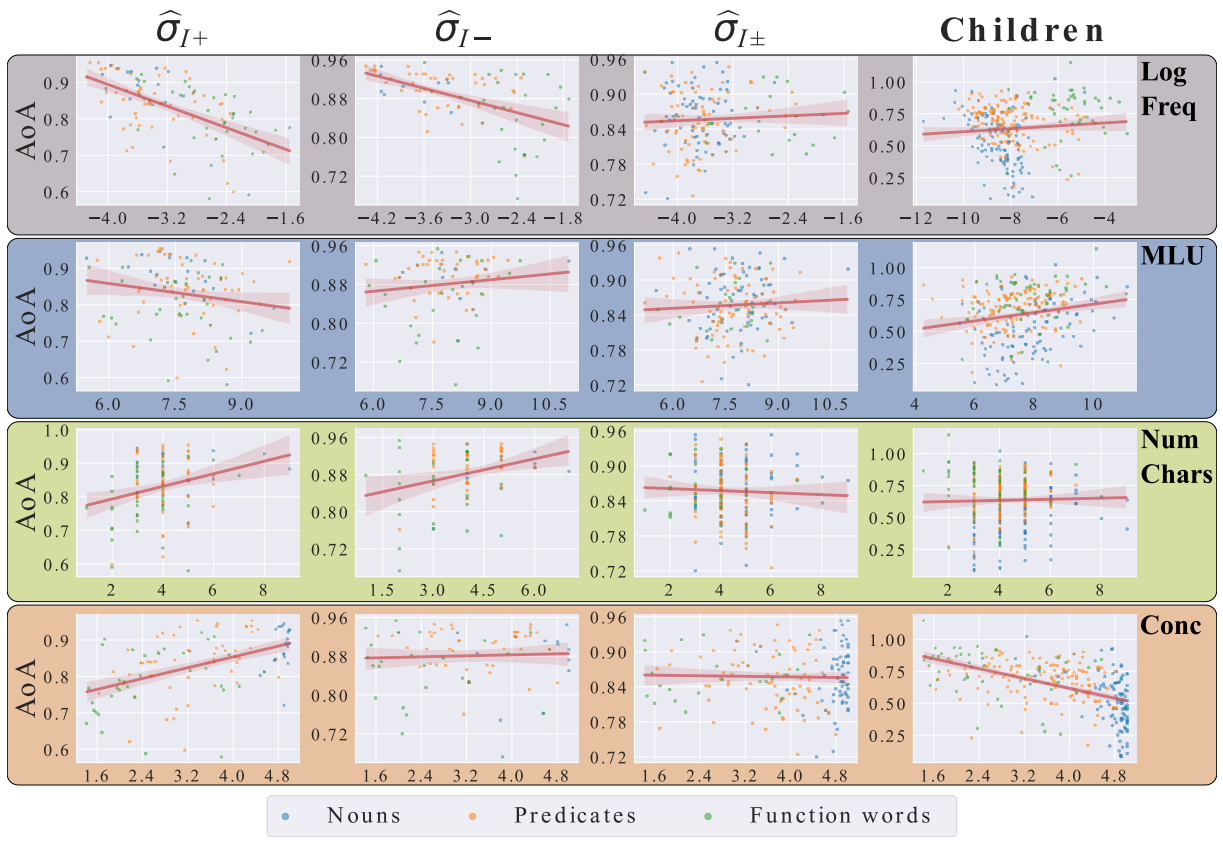 σ̂_{I+} σ̂_{I−} σ̂_{I±} Children
Log
Freq
AoA
0.9 0.8 0.7 0.6
−4.0 −3.2 −2.4 −1.6
0.96 0.88 0.80 0.72
−4.2 −3.6 −3.0 −2.4 −1.8
0.96 0.90 0.84 0.78 0.72
−4.0 −3.2 −2.4 −1.6
1.00 0.75 0.50 0.25
−12 −10 −8 −6 −4
MLU
AoA
0.9 0.8 0.7 0.6
6.0 7.5 9.0
0.96 0.88 0.80 0.72
6.0 7.5 9.0 10.5
0.96 0.90 0.84 0.78 0.72
6.0 7.5 9.0 10.5
1.00 0.75 0.50 0.25
4 6 8 10
Num
Chars
AoA
1.0 0.9 0.8 0.7 0.6
2 4 6 8
0.96 0.88 0.80 0.72
1.5 3.0 4.5 6.0
0.96 0.90 0.84 0.78 0.72
2 4 6 8
1.00 0.75 0.50 0.25
2 4 6 8
Conc
AoA
0.9 0.8 0.7 0.6
1.6 2.4 3.2 4.0 4.8
0.96 0.88 0.80 0.72
1.6 2.4 3.2 4.0 4.8
0.96 0.90 0.84 0.78 0.72
1.6 2.4 3.2 4.0 4.8
1.00 0.75 0.50 0.25
1.6 2.4 3.2 4.0 4.8
Nouns Predicates Function words